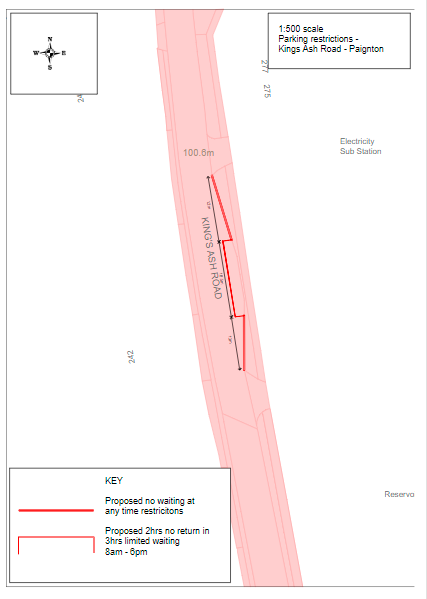 N
W E
S
1:500 scale
Parking restrictions -
Kings Ash Road - Paignton
277
275
24
Electricity
Sub Station
100.6m
KING'S ASH ROAD
242
Reservo
KEY
Proposed no waiting at
any time restricitons
Proposed 2hrs no return in
3hrs limited waiting
8am - 6pm